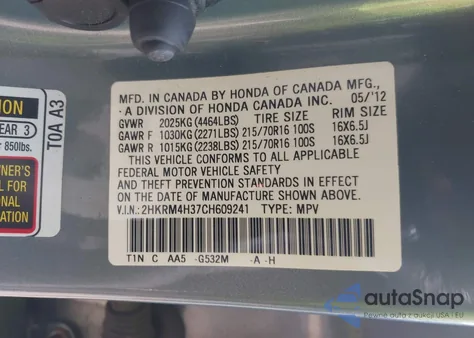 MFD. IN CANADA BY HONDA OF CANADA MFG.,
A DIVISION OF HONDA CANADA INC. 05/'12
GVWR 2025KG (4464LBS) TIRE SIZE RIM SIZE
GAWR F 1030KG (2271LBS) 215/70R16 100S 16X6.5J
GAWR R 1015KG (2238LBS) 215/70R16 100S 16X6.5J
THIS VEHICLE CONFORMS TO ALL APPLICABLE
FEDERAL MOTOR VEHICLE SAFETY
AND THEFT PREVENTION STANDARDS IN EFFECT
ON THE DATE OF MANUFACTURE SHOWN ABOVE.
V.I.N.: 2HKRM4H37CH609241 TYPE: MPV
T1N C AA5 -G532M -A -H
ION
EAR 3
850lbs.
L FOR
ONAL
T0A A3
autoSnap